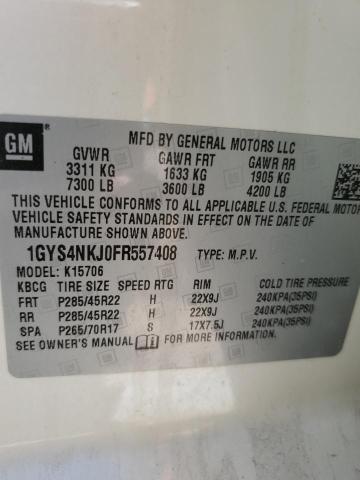 GM
MFD BY GENERAL MOTORS LLC
GVWR GAWR FRT GAWR RR
3311 KG 1633 KG 1905 KG
7300 LB 3600 LB 4200 LB
THIS VEHICLE CONFORMS TO ALL APPLICABLE U.S. FEDERAL MOTOR
VEHICLE SAFETY STANDARDS IN EFFECT ON THE DATE OF
MANUFACTURE SHOWN ABOVE.
1GYS4NKJ0FR557408 TYPE: M.P.V.
MODEL: K15706
KBCG TIRE SIZE SPEED RTG RIM COLD TIRE PRESSURE
FRT P285/45R22 H 22X9J 240KPA(35PSI)
RR P285/45R22 H 22X9J 240KPA(35PSI)
SPA P265/70R17 S 17X7.5J 240KPA(35PSI)
SEE OWNER'S MANUAL FOR MORE INFORMATION